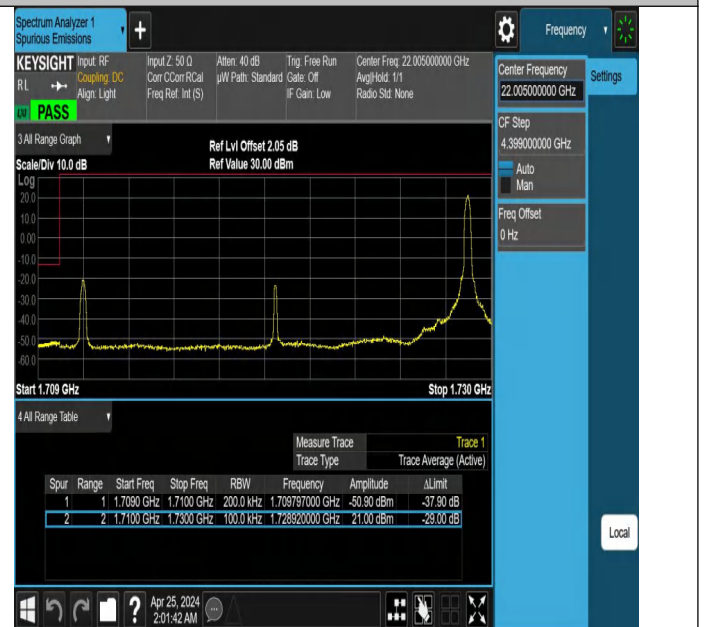 Spectrum Analyzer 1
Spurious Emissions
+
Frequency
KEYSIGHT
RL
PASS
Input: RF
Coupling: DC
Align: Light
Input Z: 50 Ω
Corr CCorr RCal
Freq Ref: Int (S)
Atten: 40 dB
µW Path: Standard
Trig: Free Run
Gate: Off
IF Gain: Low
Center Freq: 22.005000000 GHz
Avg|Hold: 1/1
Radio Std: None
Center Frequency
22.005000000 GHz
Settings
CF Step
4.399000000 GHz
Auto
Man
Freq Offset
0 Hz
Local
3 All Range Graph
Scale/Div 10.0 dB
Ref Lvl Offset 2.05 dB
Ref Value 30.00 dBm
Log
20.0
10.0
0.00
-10.0
-20.0
-30.0
-40.0
-50.0
-60.0
Start 1.709 GHz
Stop 1.730 GHz
4 All Range Table
Measure Trace Trace 1
Trace Type Trace Average (Active)
Spur Range Start Freq Stop Freq RBW Frequency Amplitude ΔLimit
1 1 1.7090 GHz 1.7100 GHz 200.0 kHz 1.709797000 GHz -50.90 dBm -37.90 dB
2 2 1.7100 GHz 1.7300 GHz 100.0 kHz 1.728920000 GHz 21.00 dBm -29.00 dB
?
Apr 25, 2024
2:01:42 AM